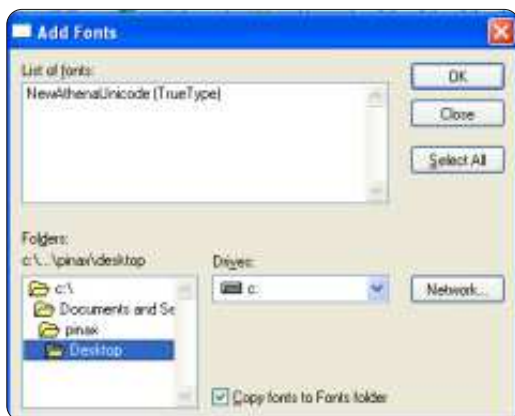 Add Fonts
List of fonts:
NewAthenaUnicode (TrueType)
OK
Close
Select All
Folders:
c:\...\pinax\desktop
c:\
Documents and Se
pinax
Desktop
Drives:
c:
Network...
Copy fonts to Fonts folder